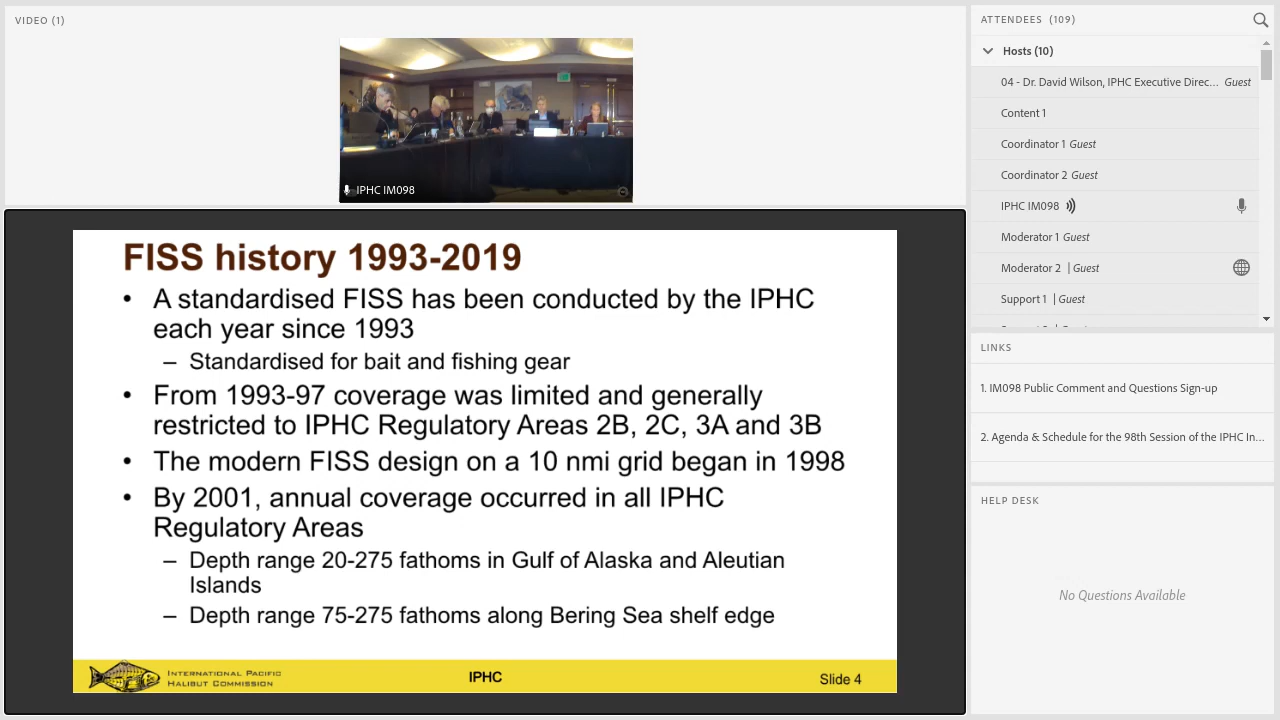 VIDEO (1)
IPHC IM098
FISS history 1993-2019
• A standardised FISS has been conducted by the IPHC
each year since 1993
– Standardised for bait and fishing gear
• From 1993-97 coverage was limited and generally
restricted to IPHC Regulatory Areas 2B, 2C, 3A and 3B
• The modern FISS design on a 10 nmi grid began in 1998
• By 2001, annual coverage occurred in all IPHC
Regulatory Areas
– Depth range 20-275 fathoms in Gulf of Alaska and Aleutian
Islands
– Depth range 75-275 fathoms along Bering Sea shelf edge
INTERNATIONAL PACIFIC
HALIBUT COMMISSION
IPHC
Slide 4
ATTENDEES (109)
Hosts (10)
04 - Dr. David Wilson, IPHC Executive Direc... Guest
Content 1
Coordinator 1 Guest
Coordinator 2 Guest
IPHC IM098
Moderator 1 Guest
Moderator 2 | Guest
Support 1 | Guest
LINKS
1. IM098 Public Comment and Questions Sign-up
2. Agenda & Schedule for the 98th Session of the IPHC In...
HELP DESK
No Questions Available